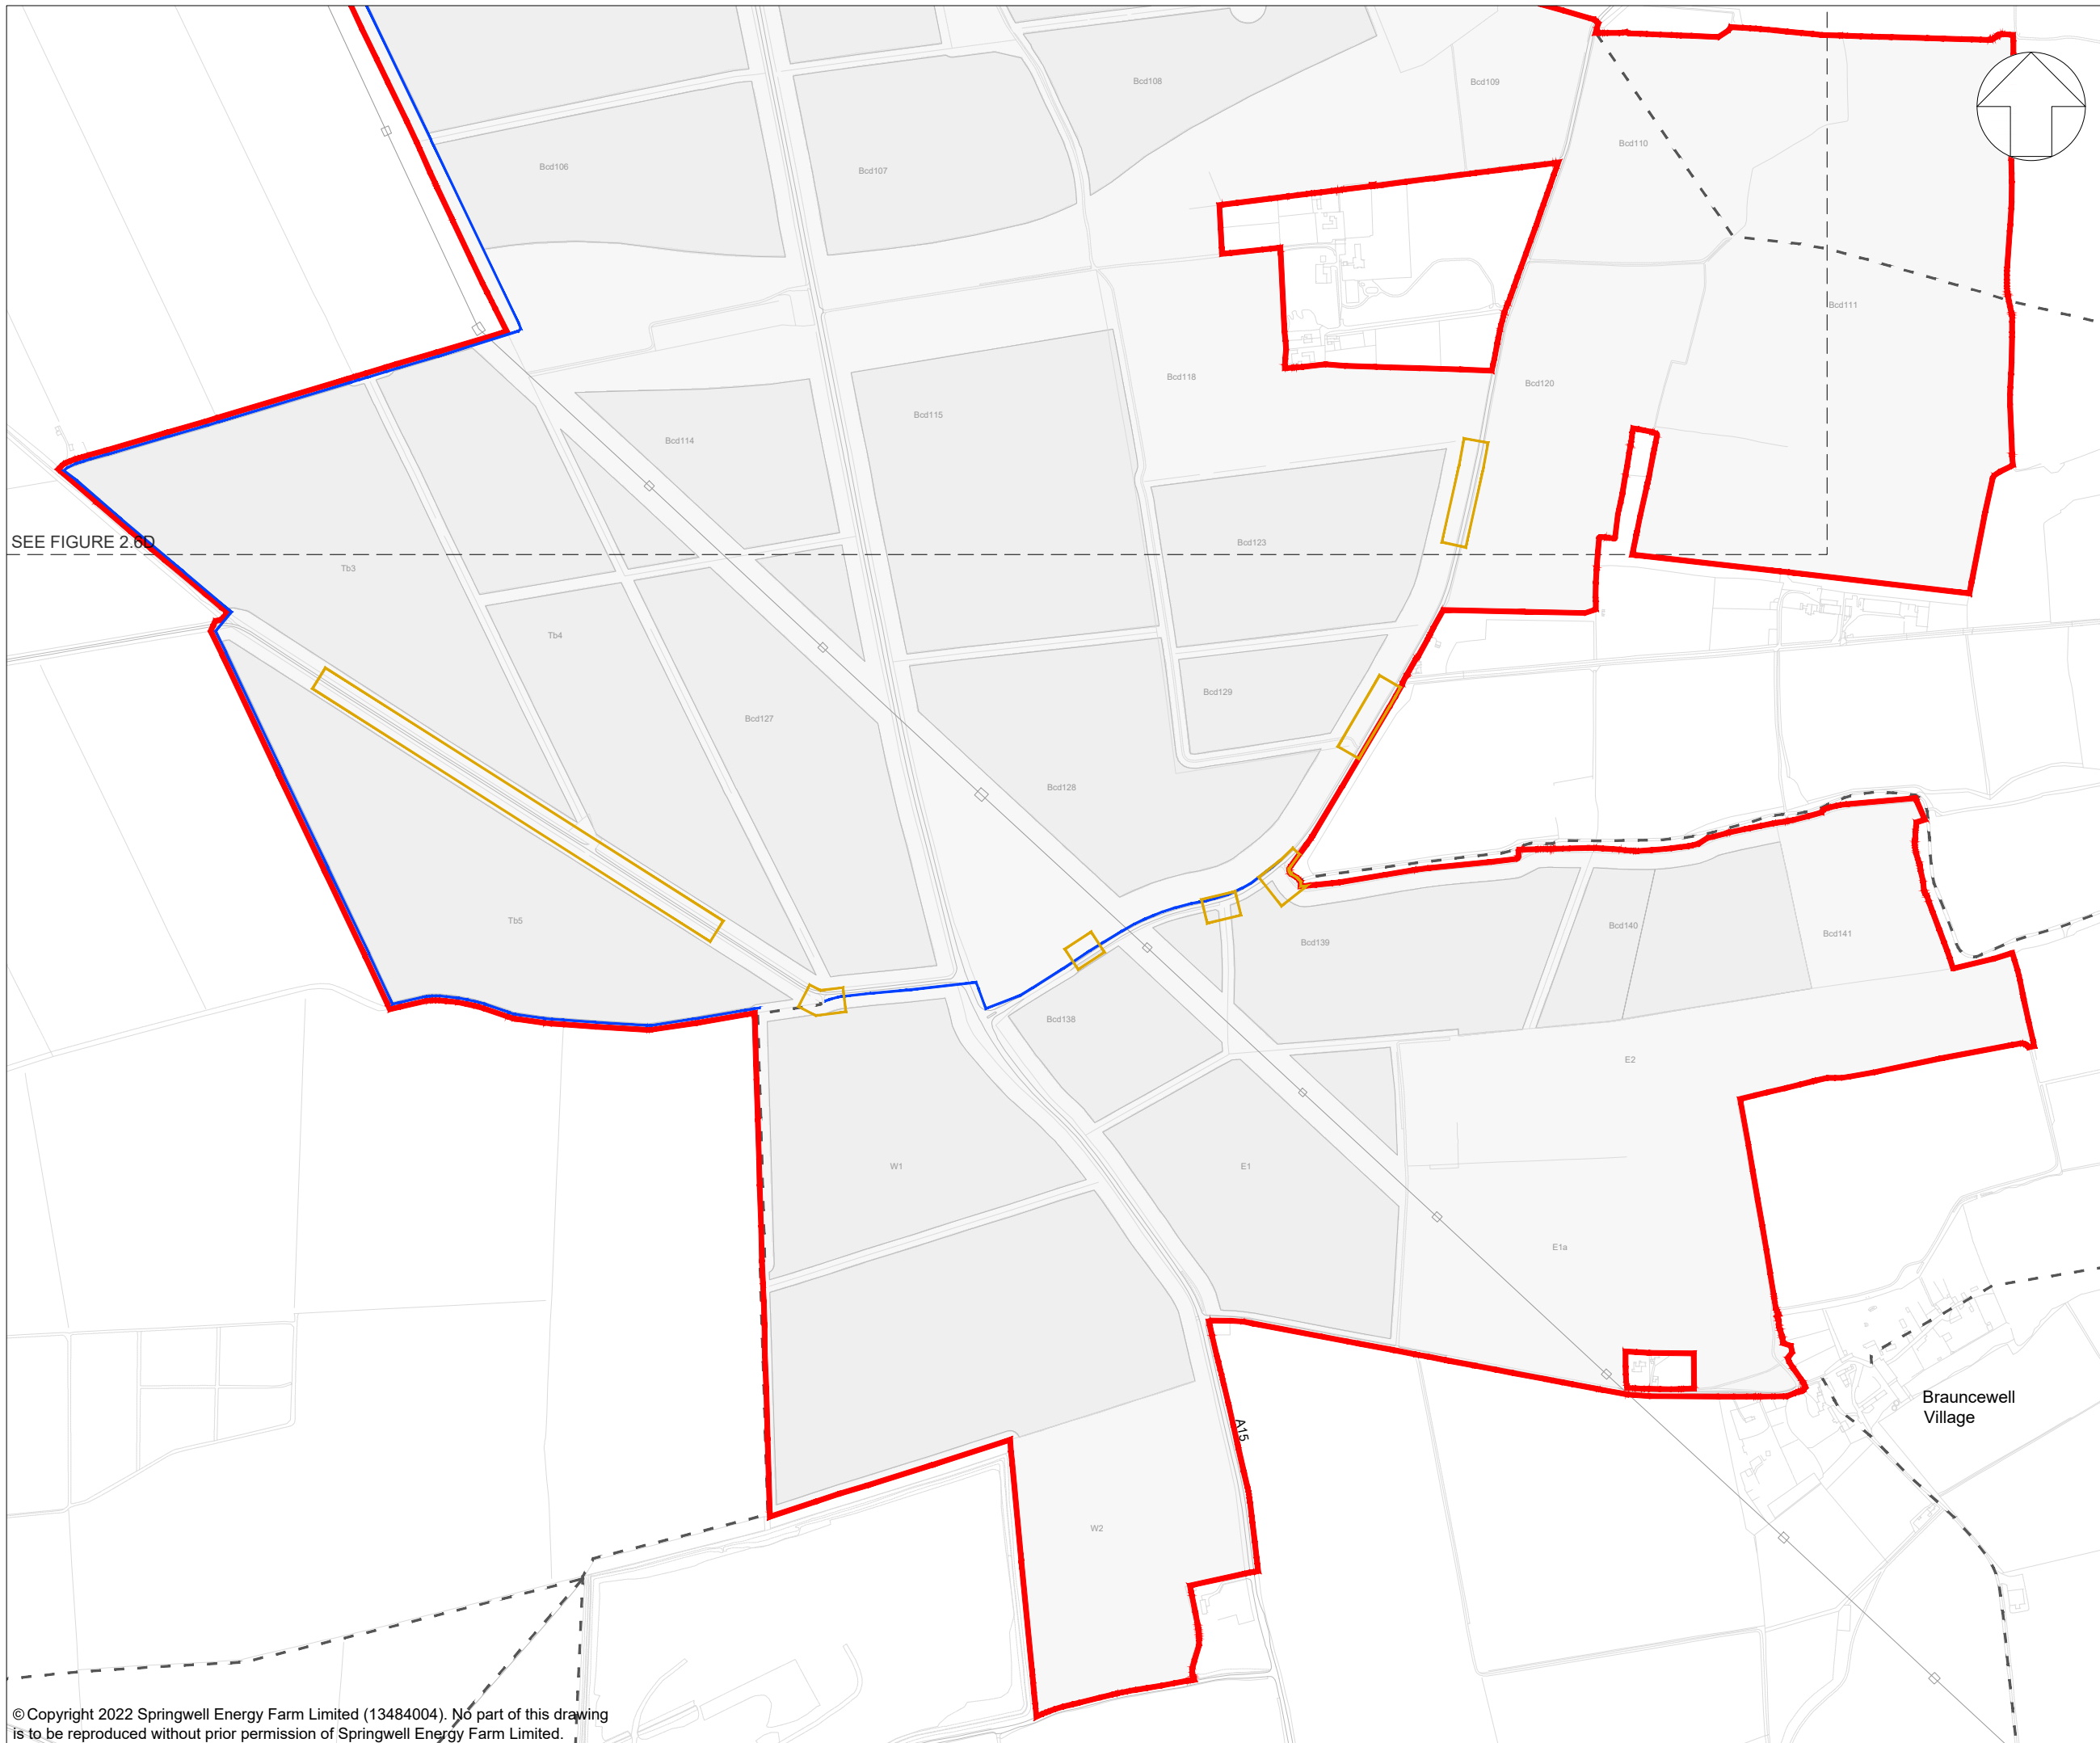 Bcd108
Bcd109
Bcd110
Bcd106
Bcd107
Bcd111
Bcd118
Bcd120
Bcd115
Bcd114
SEE FIGURE 2.6D
Bcd123
Tb3
Tb4
Bcd129
Bcd127
Bcd128
Tb5
Bcd140
Bcd141
Bcd139
Bcd138
E2
W1
E1
E1a
Brauncewell
Village
A15
W2
© Copyright 2022 Springwell Energy Farm Limited (13484004). No part of this drawing
is to be reproduced without prior permission of Springwell Energy Farm Limited.